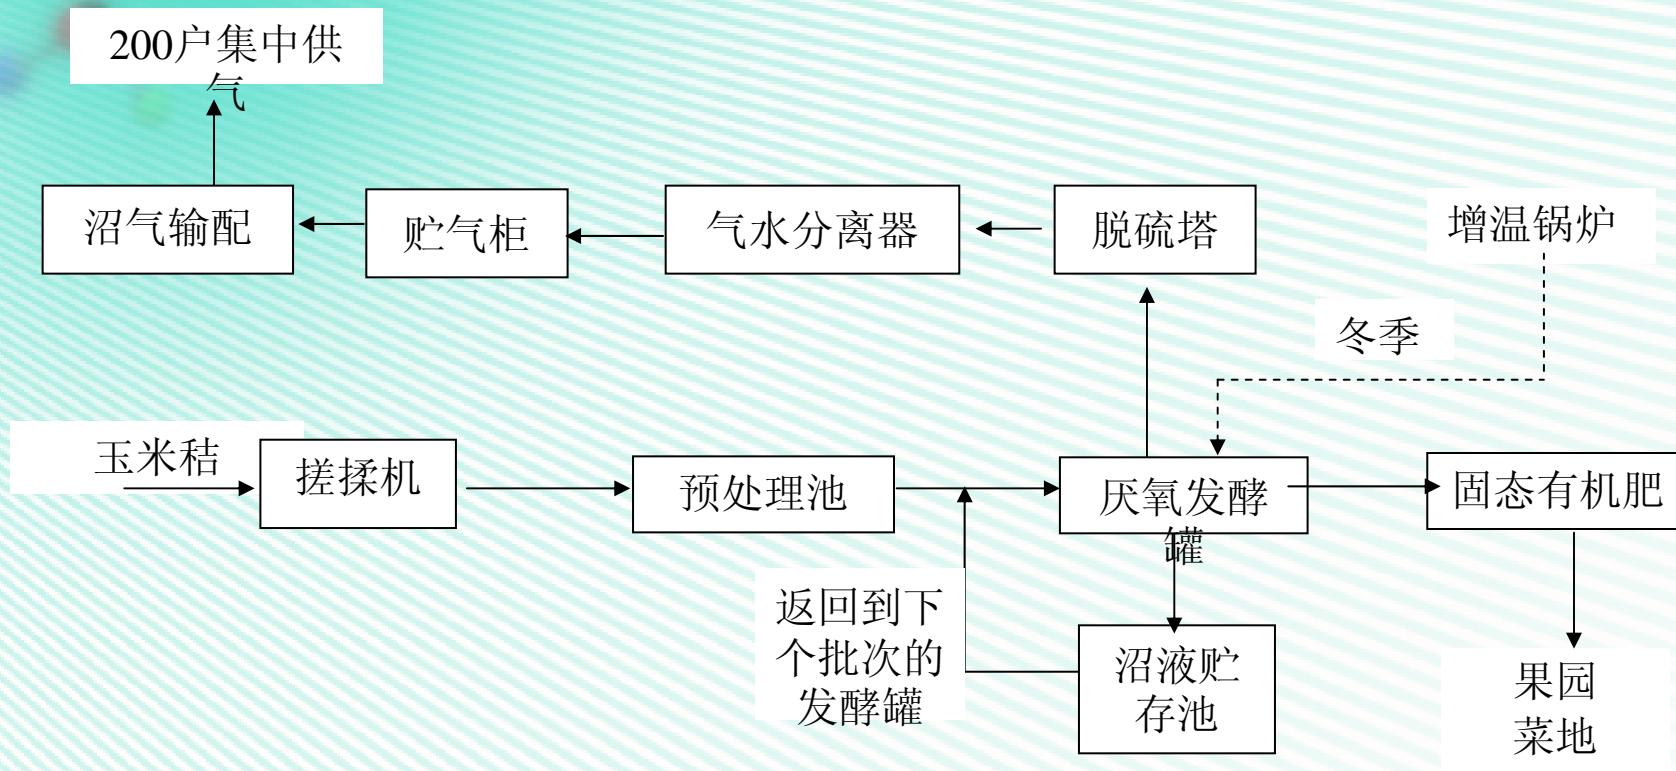 200户集中供
气
沼气输配
贮气柜
气水分离器
脱硫塔
增温锅炉
冬季
玉米秸
搓揉机
预处理池
厌氧发酵
罐
固态有机肥
返回到下
个批次的
发酵罐
沼液贮
存池
果园
菜地